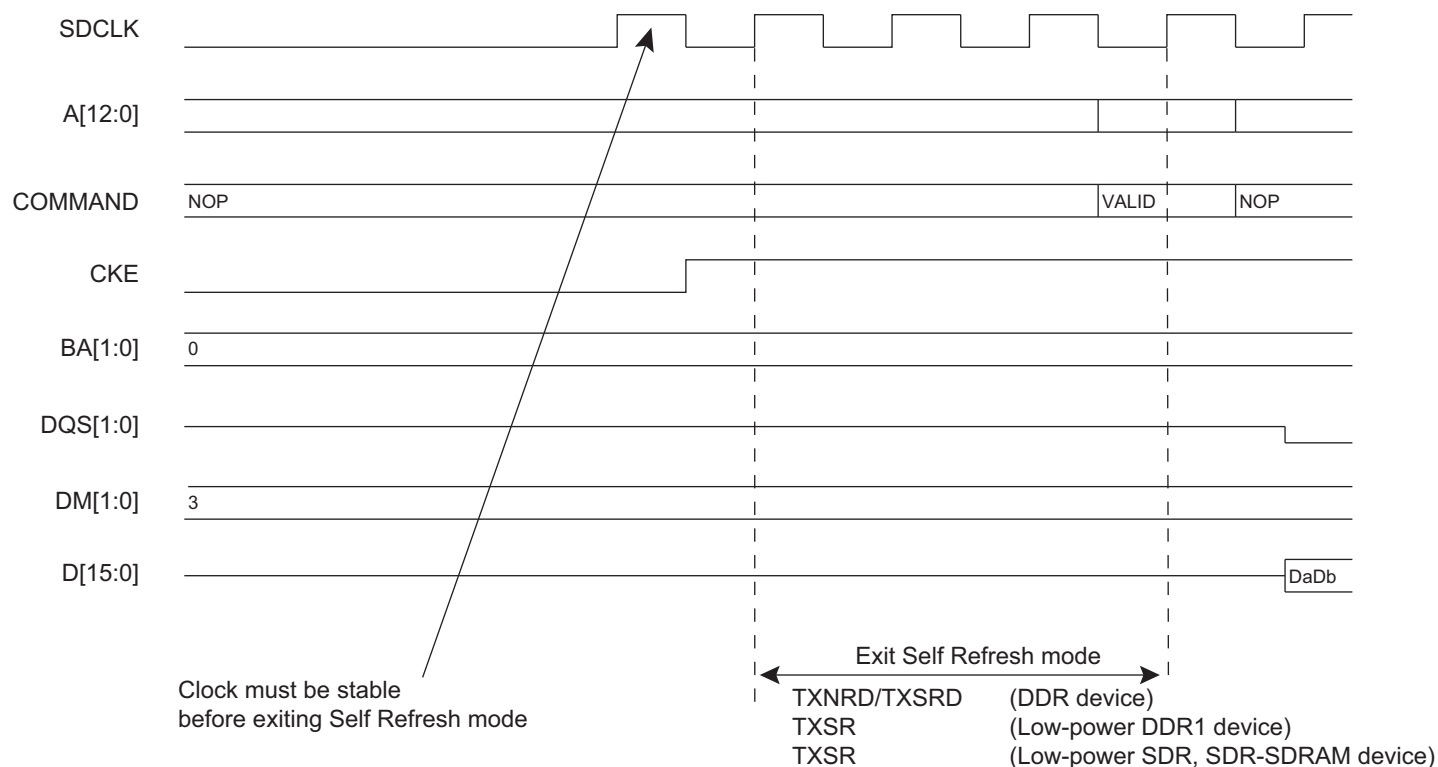 SDCLK
A[12:0]
COMMAND NOP VALID NOP
CKE
BA[1:0] 0
DQS[1:0]
DM[1:0] 3
D[15:0] DaDb
Clock must be stable
before exiting Self Refresh mode
Exit Self Refresh mode
TXNRD/TXSRD (DDR device)
TXSR (Low-power DDR1 device)
TXSR (Low-power SDR, SDR-SDRAM device)